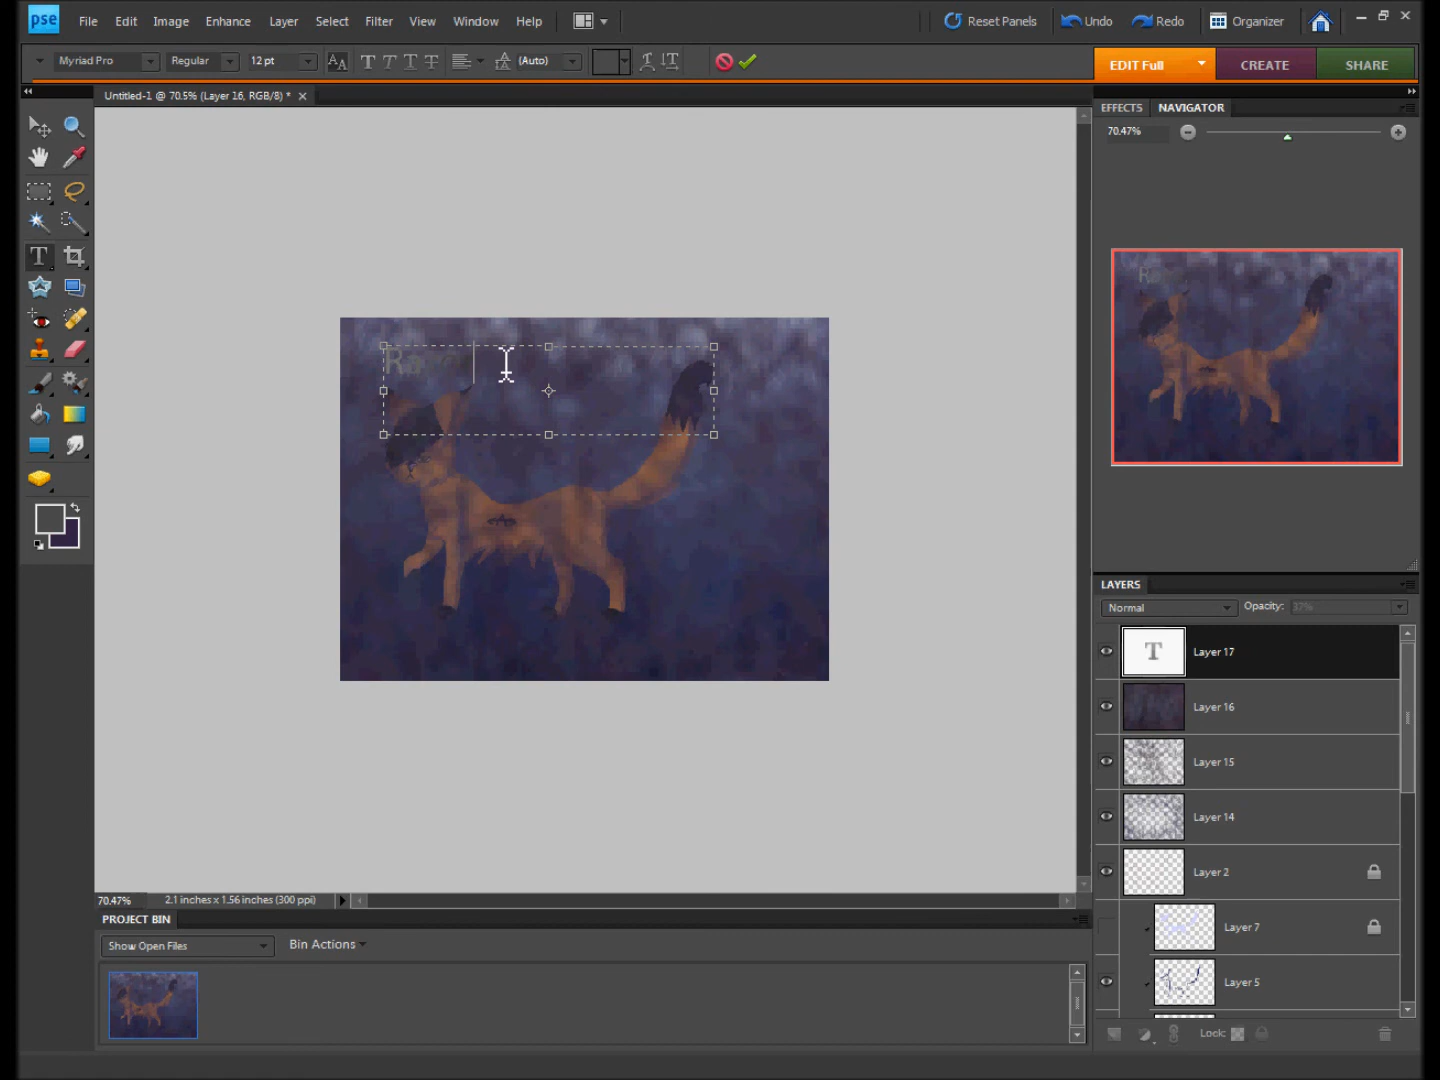 pse File Edit Image Enhance Layer Select Filter View Window Help Reset Panels Undo Redo Organizer
Myriad Pro Regular 12 pt AA T T T T (Auto) T EDIT Full CREATE SHARE
Untitled-1 @ 70.5% (Layer 16, RGB/8) *
EFFECTS NAVIGATOR
70.47%
T
LAYERS
Normal Opacity: 37%
T Layer 17
Layer 16
Layer 15
Layer 14
Layer 2
Layer 7
Layer 5
Lock:
70.47% 2.1 inches x 1.56 inches (300 ppi)
PROJECT BIN
Show Open Files Bin Actions